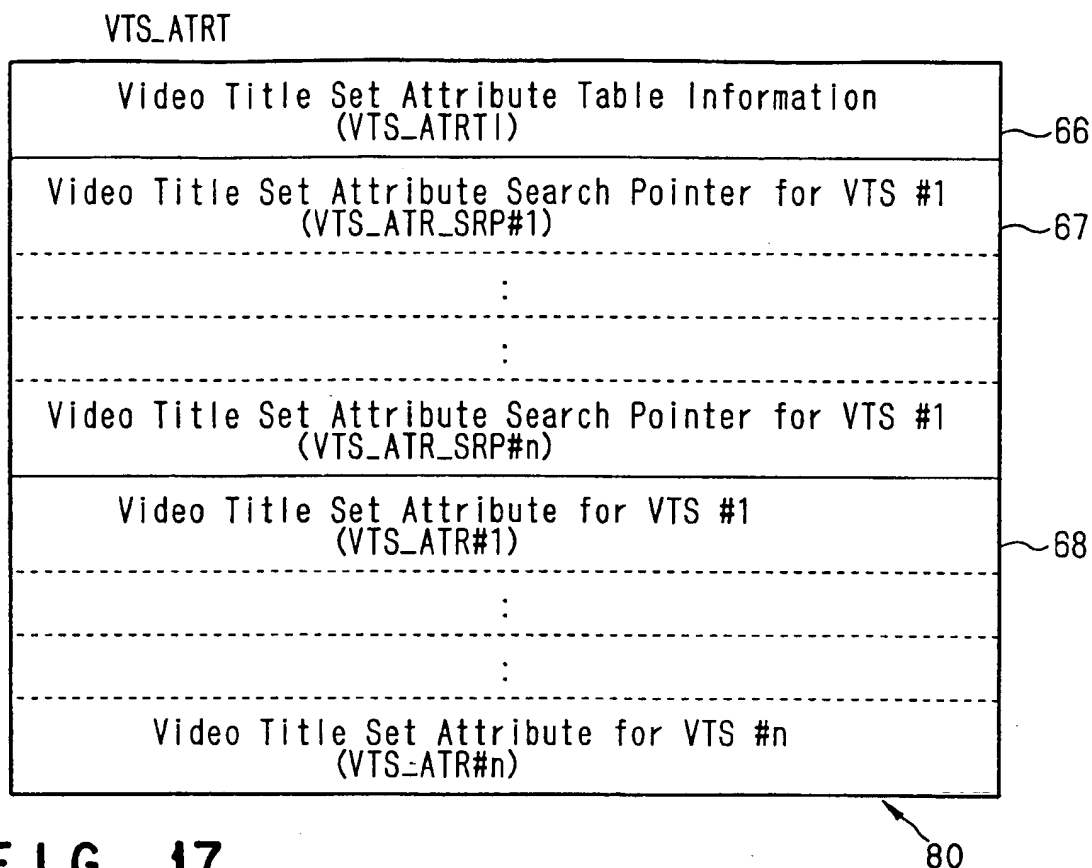 VTS_ATRT
Video Title Set Attribute Table Information
(VTS_ATRTI)
66
Video Title Set Attribute Search Pointer for VTS #1
(VTS_ATR_SRP#1)
67
:
:
Video Title Set Attribute Search Pointer for VTS #1
(VTS_ATR_SRP#n)
Video Title Set Attribute for VTS #1
(VTS_ATR#1)
68
:
:
Video Title Set Attribute for VTS #n
(VTS_ATR#n)
80
FIG. 17